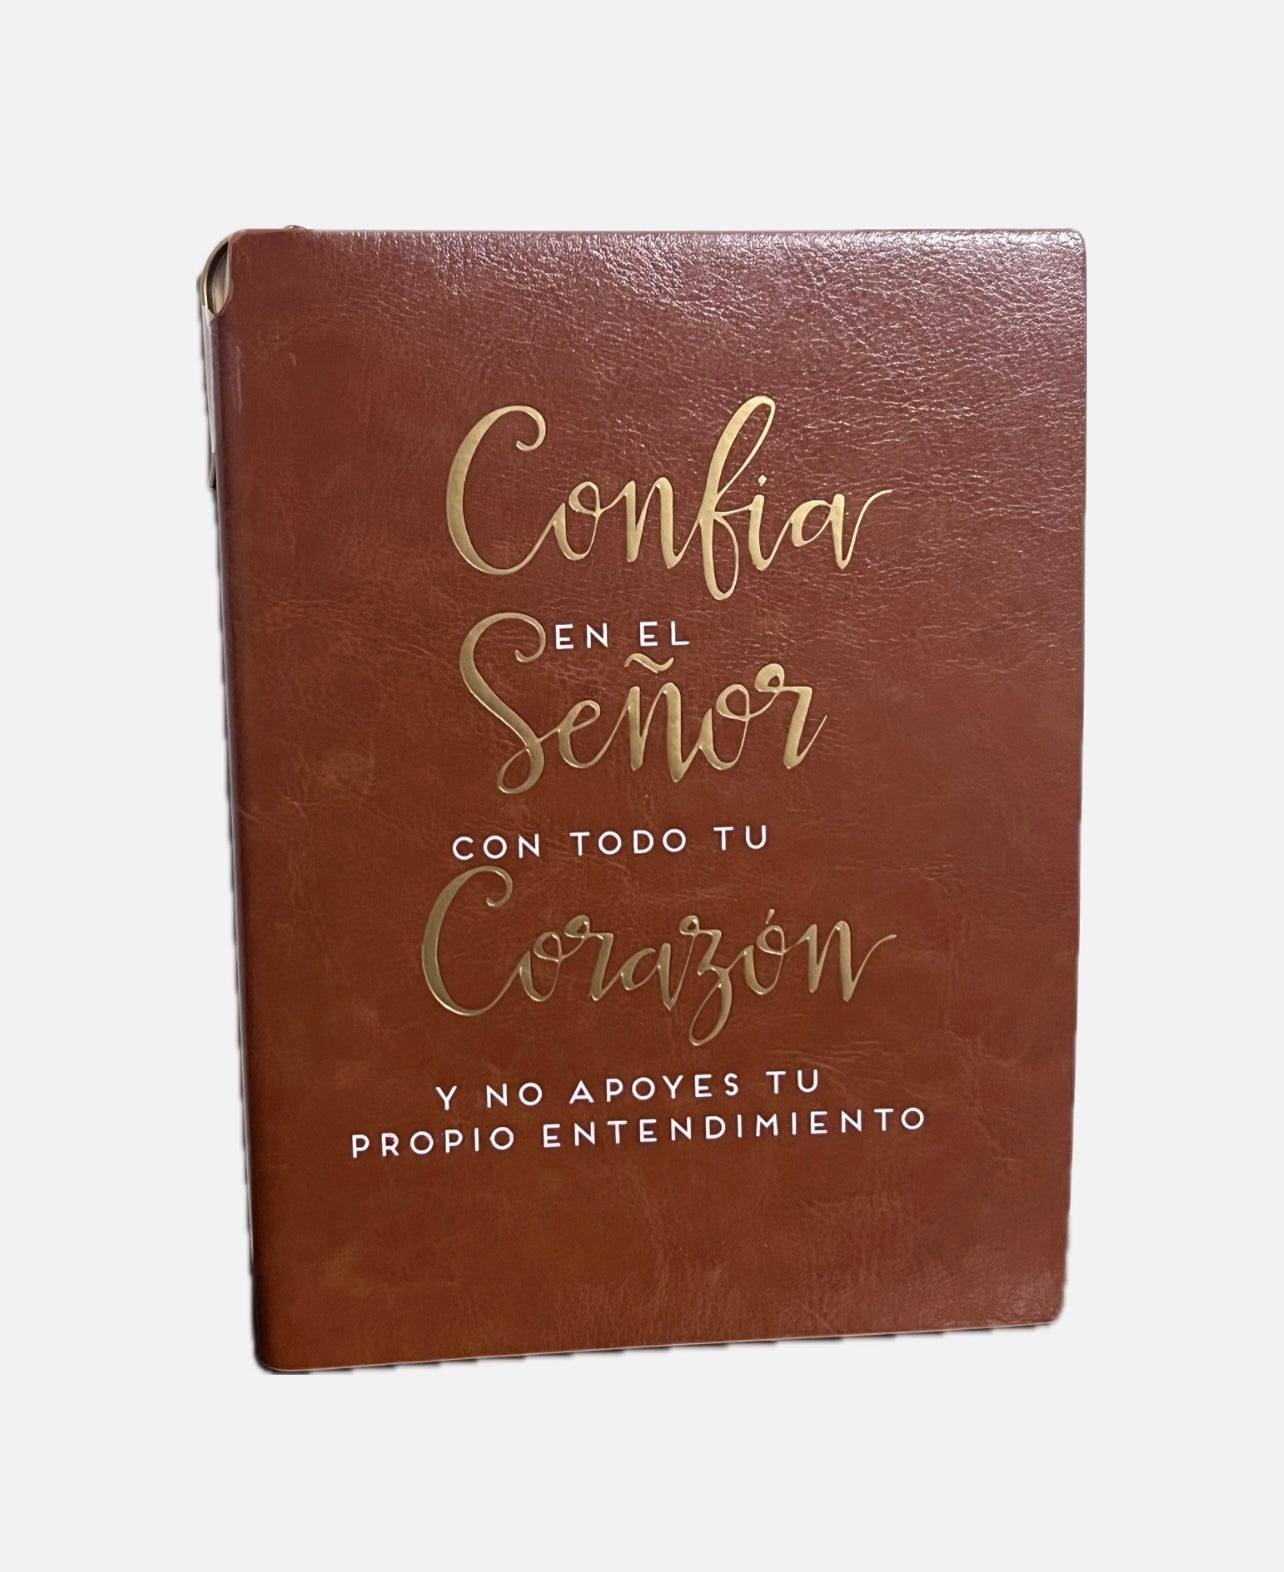 Confia
EN EL
Señor
CON TODO TU
Corazón
Y NO APOYES TU
PROPIO ENTENDIMIENTO